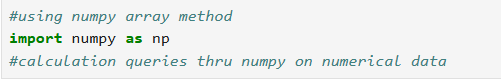 #using numpy array method
import numpy as np
#calculation queries thru numpy on numerical data